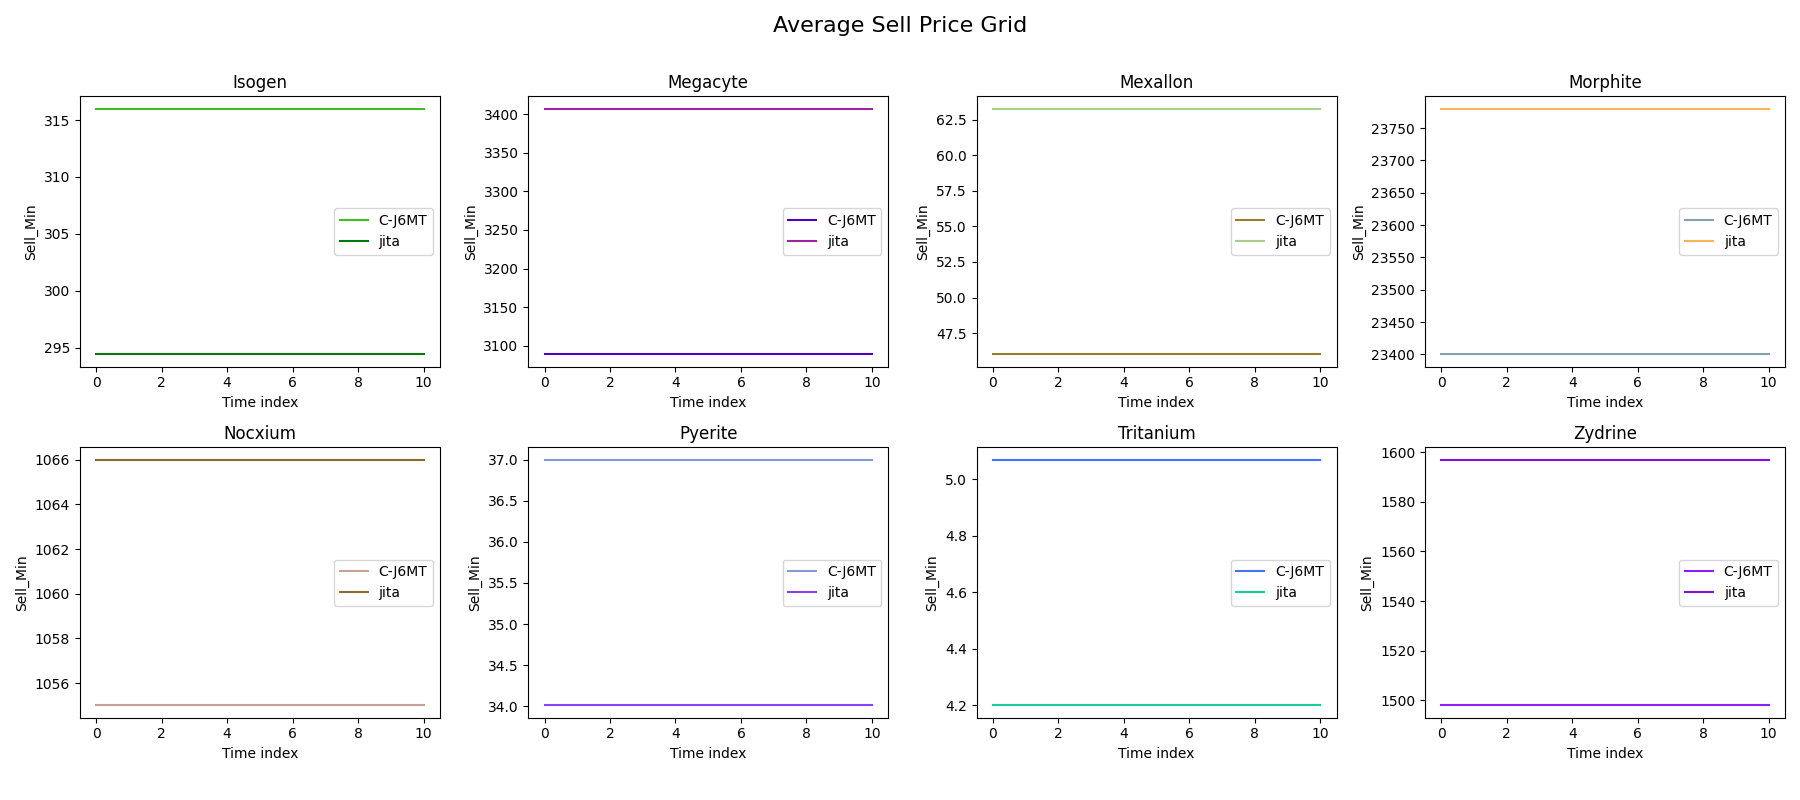 Average Sell Price Grid
Isogen
Sell_Min
315
310
305
300
295
C-J6MT
jita
0 2 4 6 8 10
Time index
Megacyte
Sell_Min
3400
3350
3300
3250
3200
3150
3100
C-J6MT
jita
0 2 4 6 8 10
Time index
Mexallon
Sell_Min
62.5
60.0
57.5
55.0
52.5
50.0
47.5
C-J6MT
jita
0 2 4 6 8 10
Time index
Morphite
Sell_Min
23750
23700
23650
23600
23550
23500
23450
23400
C-J6MT
jita
0 2 4 6 8 10
Time index
Nocxium
Sell_Min
1066
1064
1062
1060
1058
1056
C-J6MT
jita
0 2 4 6 8 10
Time index
Pyerite
Sell_Min
37.0
36.5
36.0
35.5
35.0
34.5
34.0
C-J6MT
jita
0 2 4 6 8 10
Time index
Tritanium
Sell_Min
5.0
4.8
4.6
4.4
4.2
C-J6MT
jita
0 2 4 6 8 10
Time index
Zydrine
Sell_Min
1600
1580
1560
1540
1520
1500
C-J6MT
jita
0 2 4 6 8 10
Time index